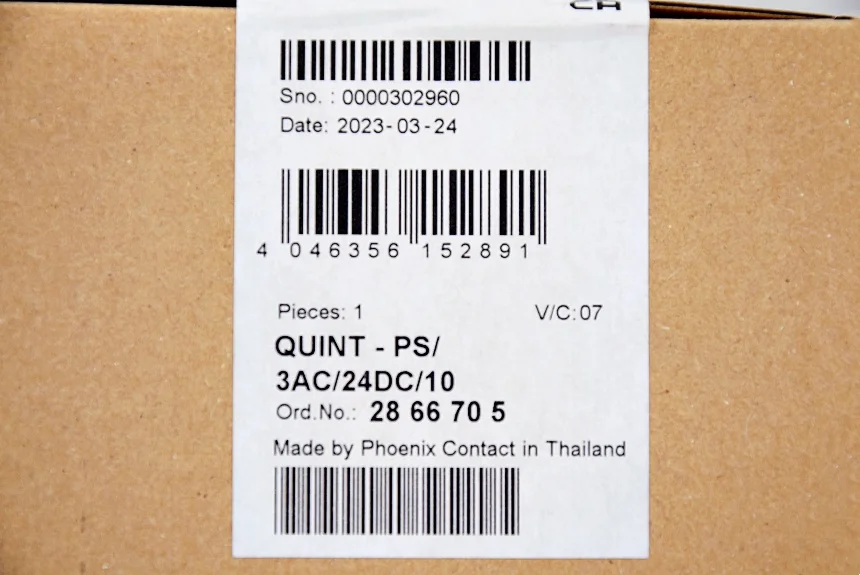 Sno. : 0000302960
Date: 2023-03-24
4 046356 152891
Pieces: 1 V/C:07
QUINT - PS/
3AC/24DC/10
Ord.No.: 28 66 70 5
Made by Phoenix Contact in Thailand